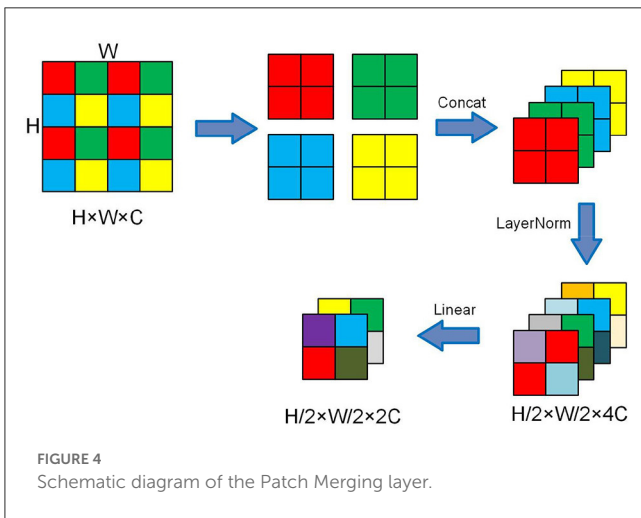 W
H
H×W×C
Concat
LayerNorm
Linear
H/2×W/2×2C
H/2×W/2×4C
FIGURE 4
Schematic diagram of the Patch Merging layer.